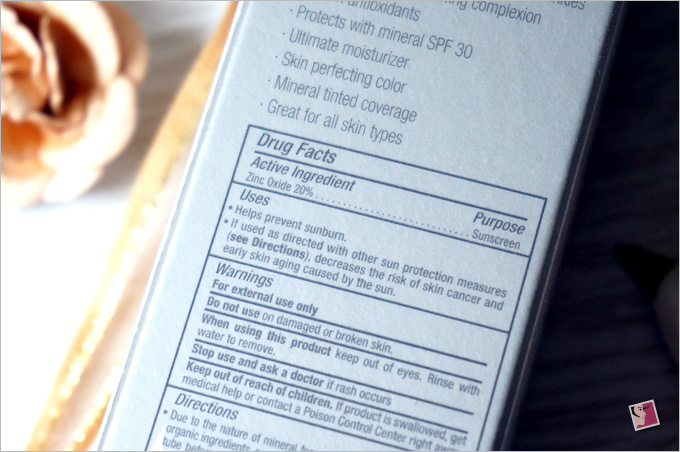 antioxidants
complexion
· Protects with mineral SPF 30
· Ultimate moisturizer
· Skin perfecting color
· Mineral tinted coverage
· Great for all skin types
Drug Facts
Active Ingredient Purpose
Zinc Oxide 20% Sunscreen
Uses
• Helps prevent sunburn.
• If used as directed with other sun protection measures
(see Directions), decreases the risk of skin cancer and
early skin aging caused by the sun.
Warnings
For external use only
Do not use on damaged or broken skin.
When using this product keep out of eyes. Rinse with
water to remove.
Stop use and ask a doctor if rash occurs
Keep out of reach of children. If product is swallowed, get
medical help or contact a Poison Control Center right away.
Directions
• Due to the nature of mineral
organic ingredients,
tube